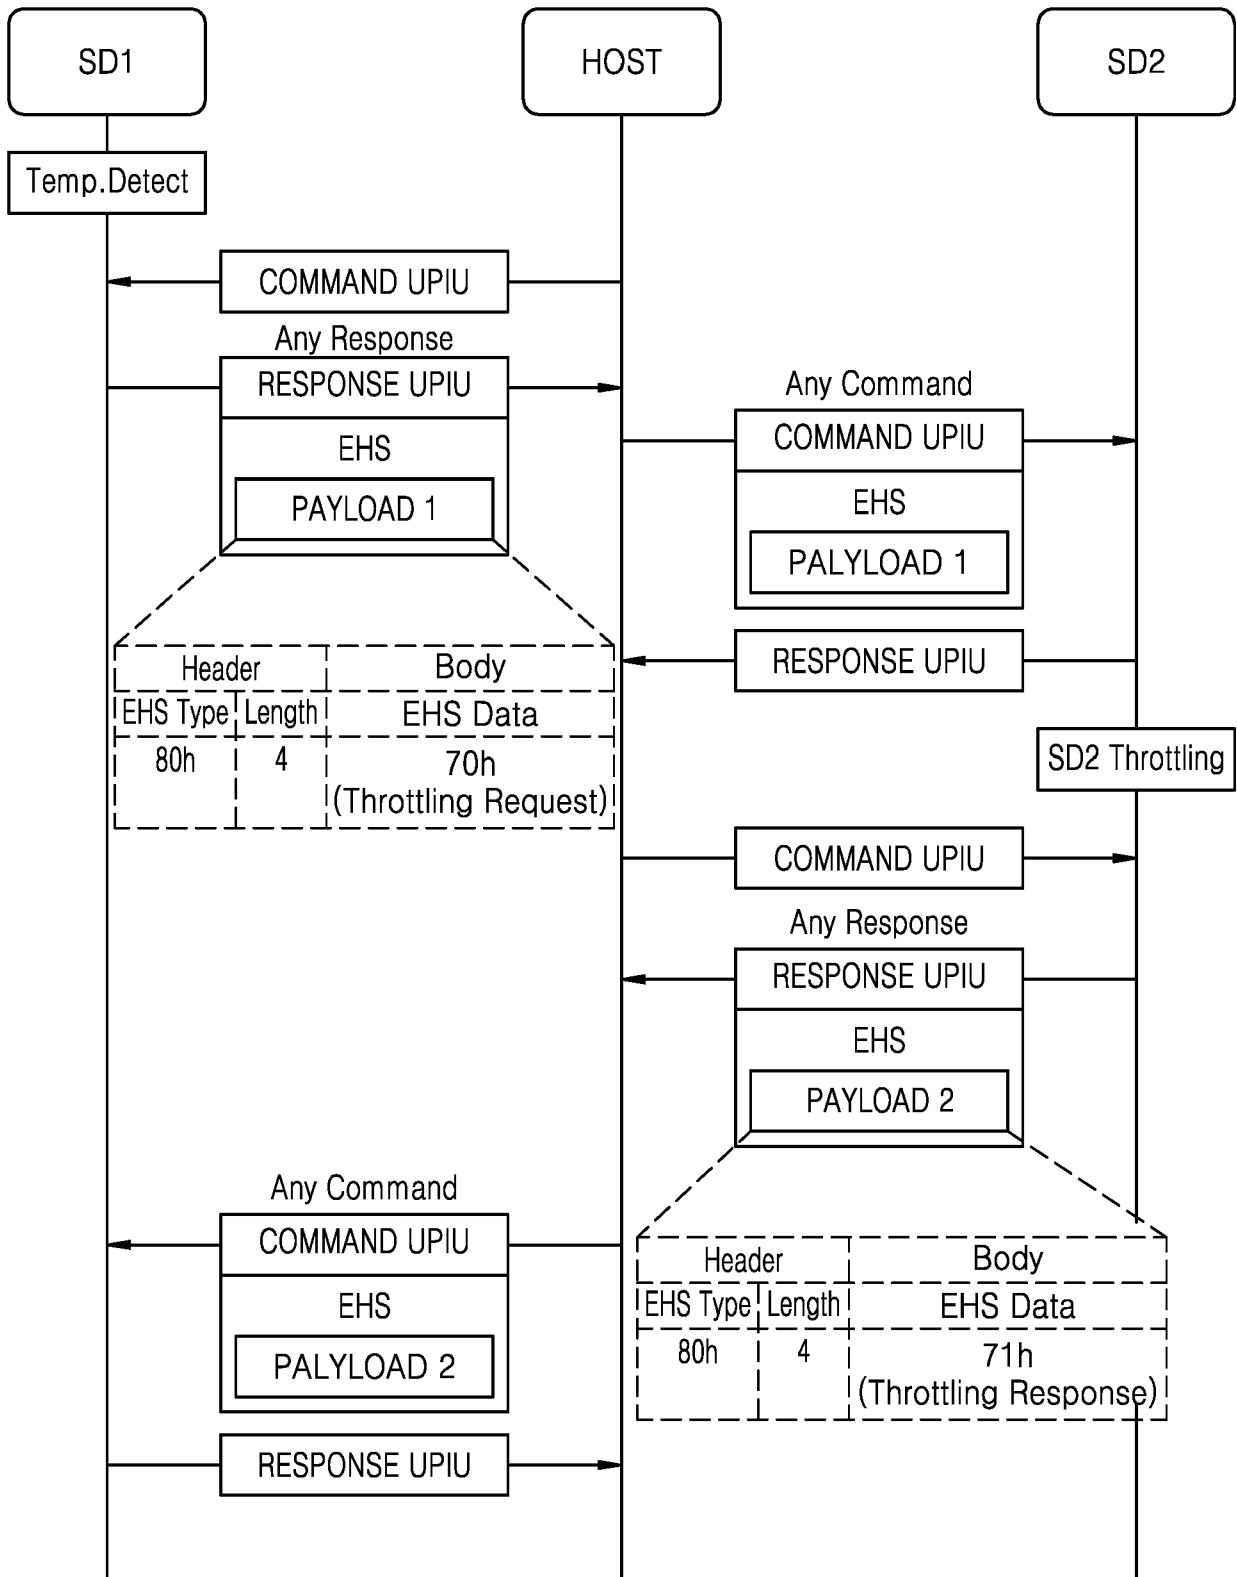 SD1
HOST
SD2
Temp.Detect
COMMAND UPIU
Any Response
RESPONSE UPIU
EHS
PAYLOAD 1
Any Command
COMMAND UPIU
EHS
PALYLOAD 1
Header
Body
EHS Type
Length
EHS Data
80h
4
70h
(Throttling Request)
RESPONSE UPIU
SD2 Throttling
COMMAND UPIU
Any Response
RESPONSE UPIU
EHS
PAYLOAD 2
Any Command
COMMAND UPIU
EHS
PALYLOAD 2
Header
Body
EHS Type
Length
EHS Data
80h
4
71h
(Throttling Response)
RESPONSE UPIU